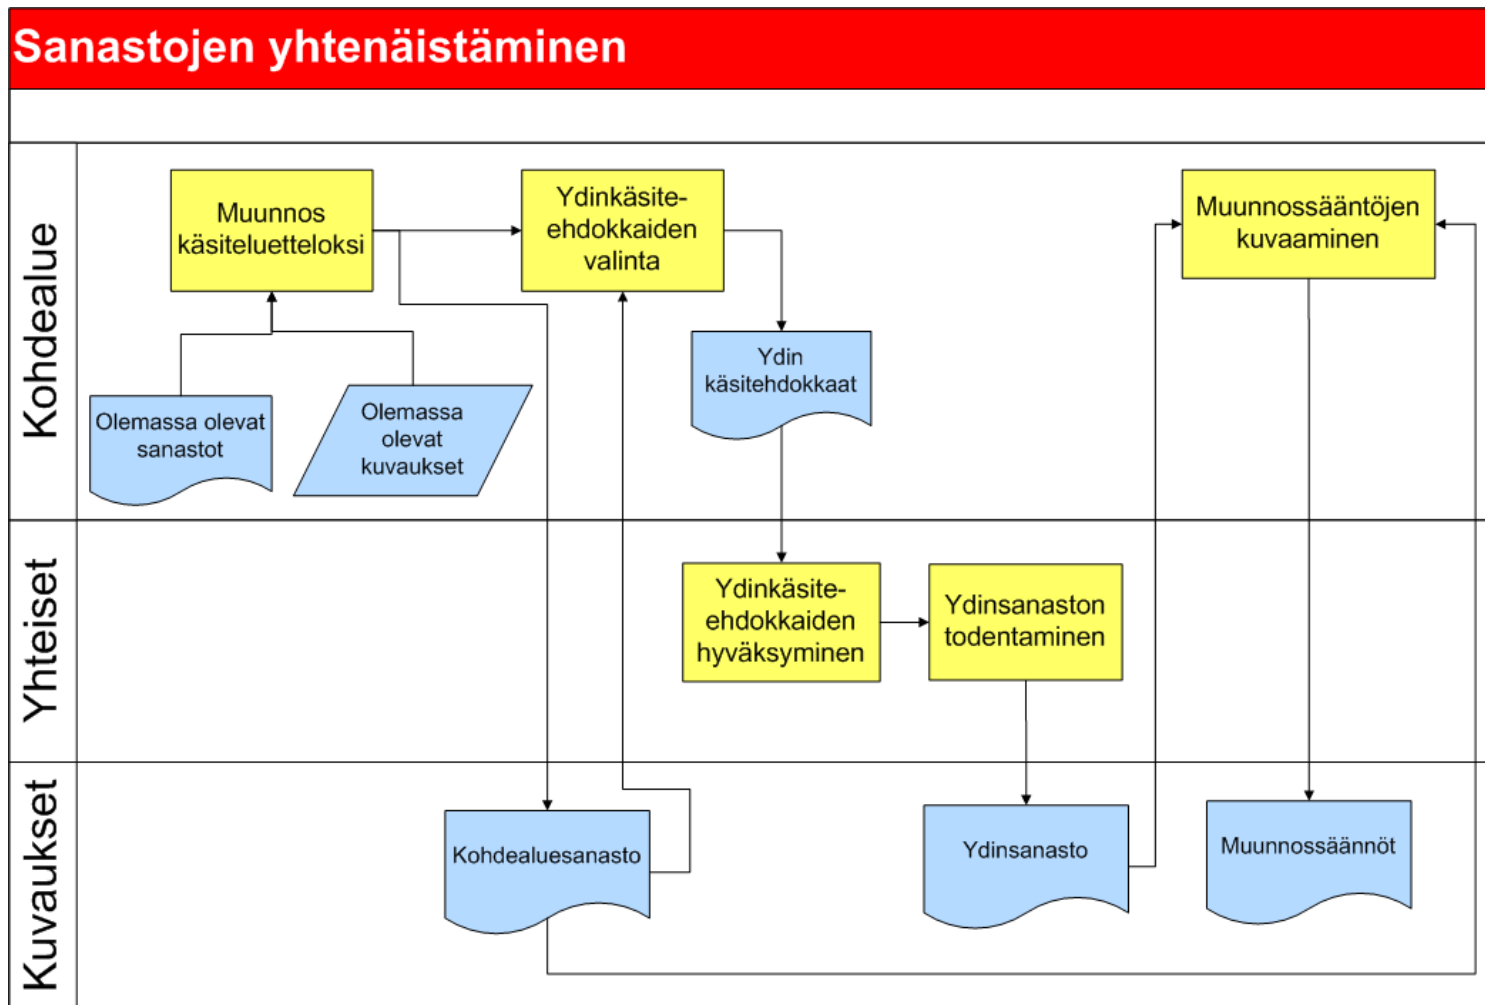 Sanastojen yhtenäistäminen
Kohdealue
Muunnos
käsiteluetteloksi
Ydinkäsite-
ehdokkaiden
valinta
Muunnossääntöjen
kuvaaminen
Olemassa olevat
sanastot
Olemassa
olevat
kuvaukset
Ydin
käsitehdokkaat
Yhteiset
Ydinkäsite-
ehdokkaiden
hyväksyminen
Ydinsanaston
todentaminen
Kuvaukset
Kohdealuesanasto
Ydinsanasto
Muunnossäännöt